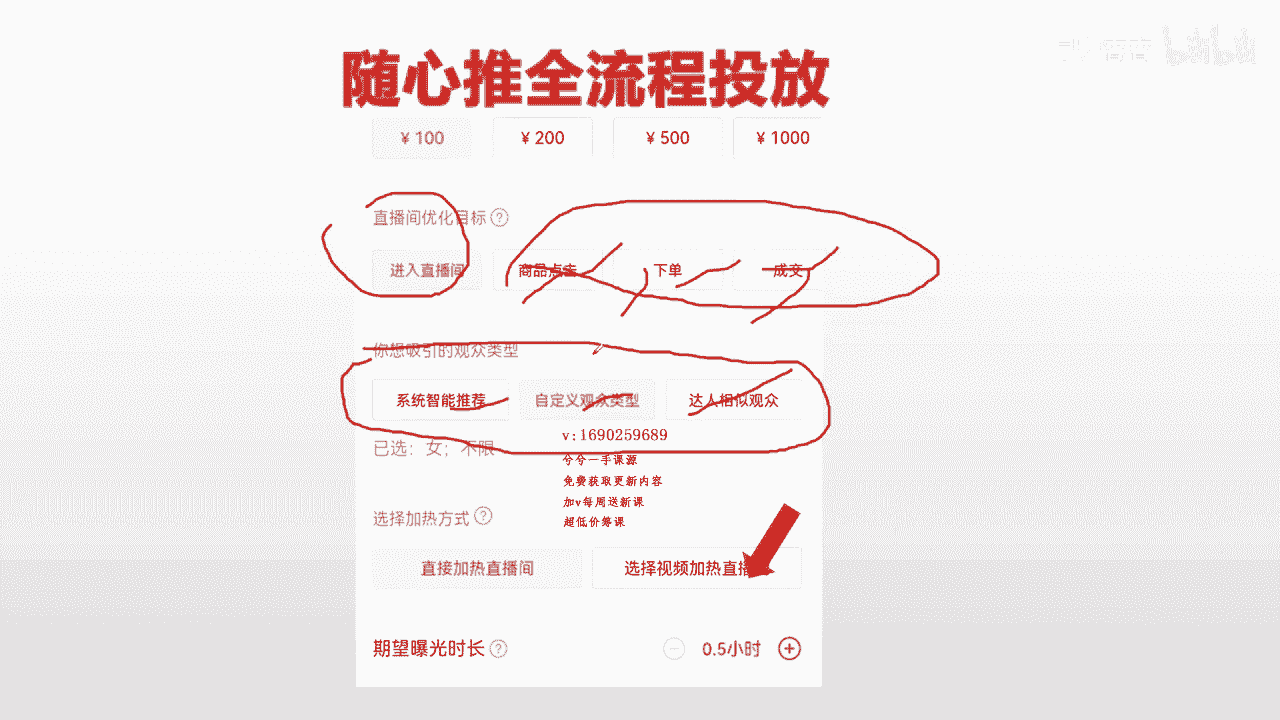 随心推全流程投放
¥ 100 ¥ 200 ¥ 500 ¥ 1000
直播间优化目标 ?
进入直播间 商品点击 下单 成交
你想吸引的观众类型
系统智能推荐 自定义观众类型 达人相似观众
已选：女；不限
v:1690259689
兮兮一手课源
免费获取更新内容
加v每周送新课
超低价筹课
选择加热方式 ?
直接加热直播间 选择视频加热直播
期望曝光时长 ? 0.5小时